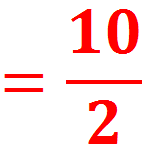 = 10/2